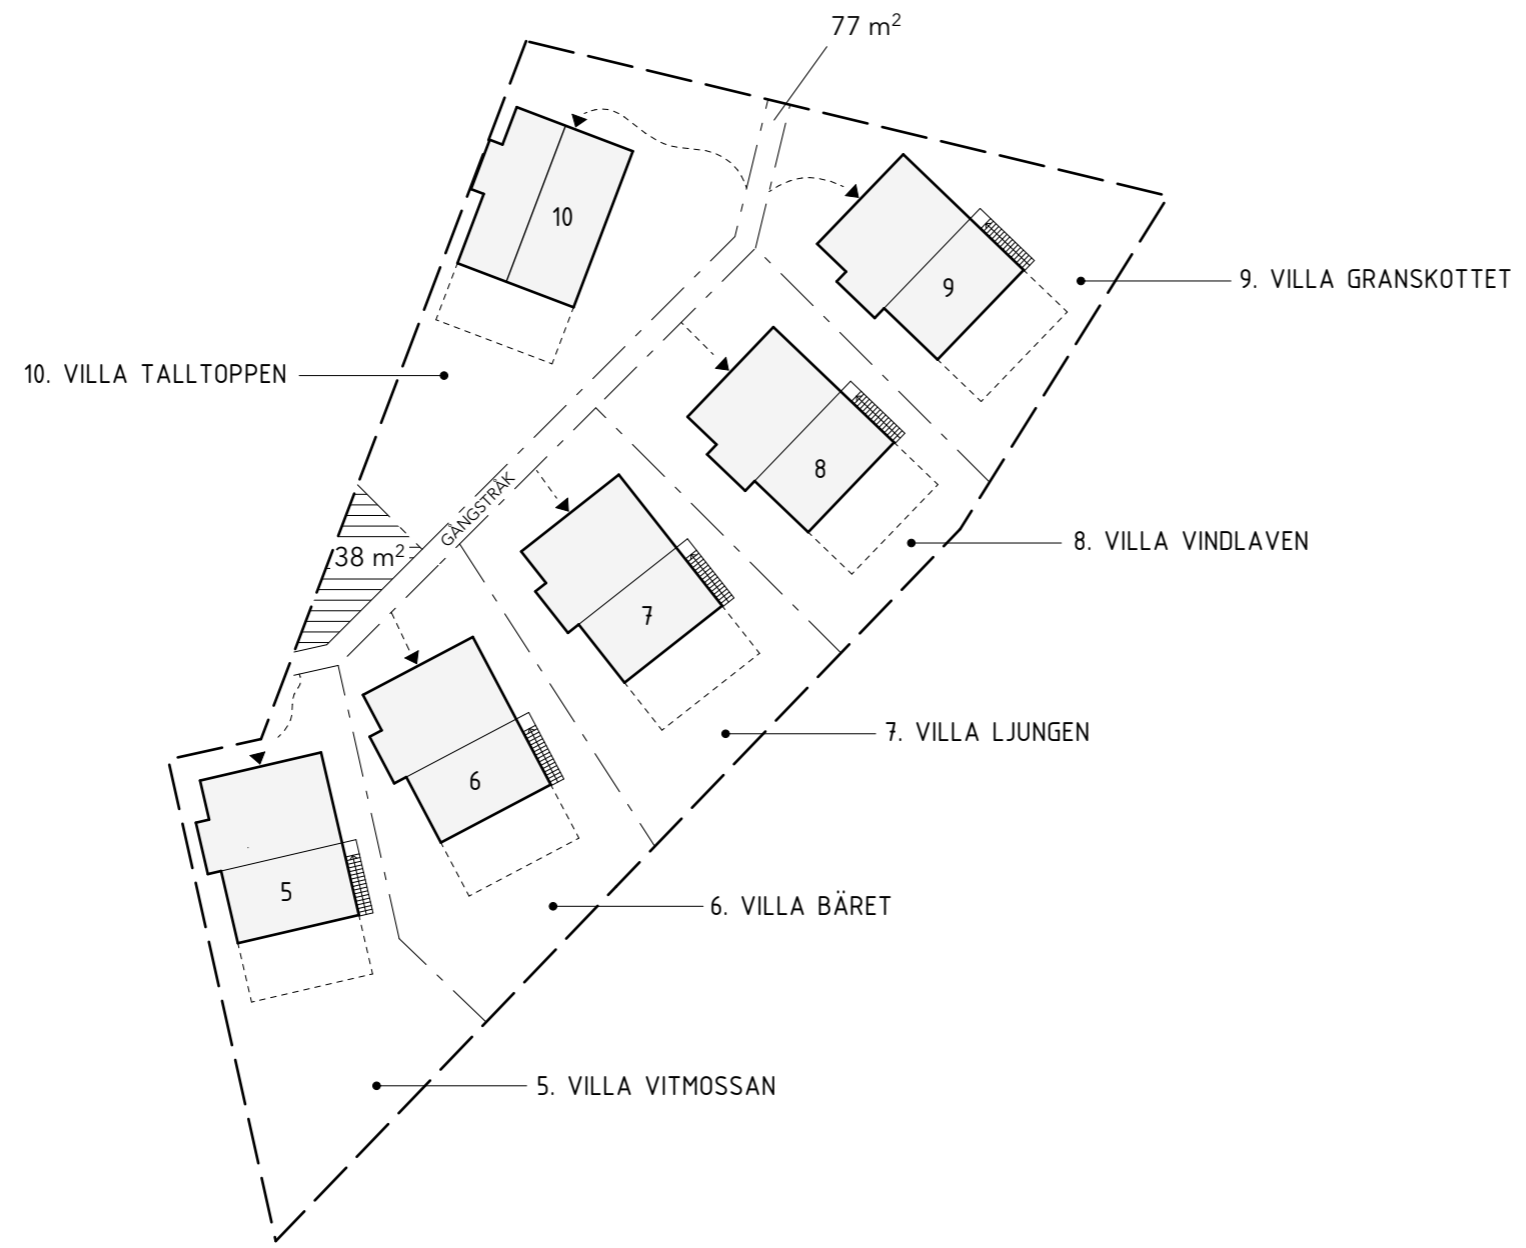 77 m²
10
9
9. VILLA GRANSKOTTET
10. VILLA TALLTOPPEN
8
GÅNGSTRÅK
38 m²
8. VILLA VINDLAVEN
7
7. VILLA LJUNGEN
6
5
6. VILLA BÄRET
5. VILLA VITMOSSAN